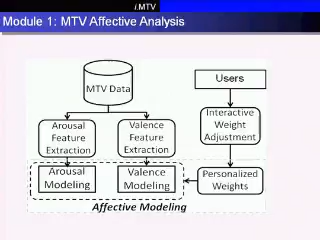 i.MTV
Module 1: MTV Affective Analysis
MTV Data
Users
Arousal
Feature
Extraction
Valence
Feature
Extraction
Interactive
Weight
Adjustment
Arousal
Modeling
Valence
Modeling
Personalized
Weights
Affective Modeling